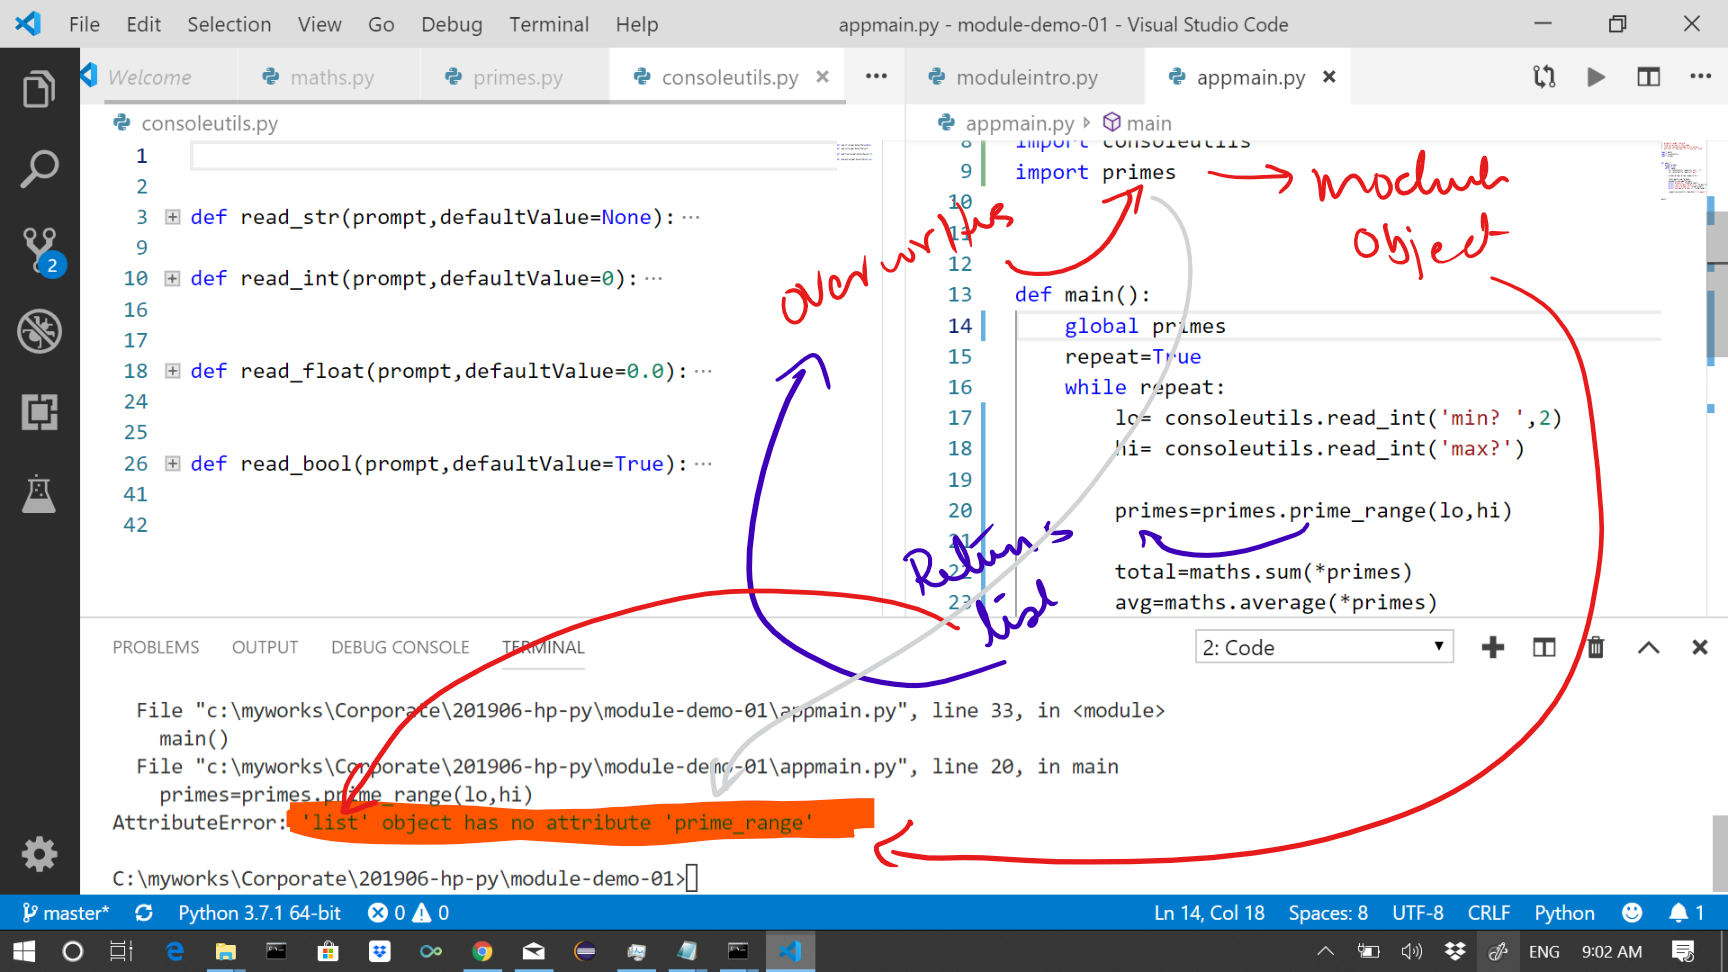 File Edit Selection View Go Debug Terminal Help
appmain.py - module-demo-01 - Visual Studio Code
Welcome maths.py primes.py consoleutils.py
moduleintro.py appmain.py
consoleutils.py
1
2
3 def read_str(prompt,defaultValue=None): ···
9
10 def read_int(prompt,defaultValue=0): ···
16
17
18 def read_float(prompt,defaultValue=0.0): ···
24
25
26 def read_bool(prompt,defaultValue=True): ···
41
42
appmain.py main
8 import consoleutils
9 import primes
10
11
12
13 def main():
14 global primes
15 repeat=True
16 while repeat:
17 lo= consoleutils.read_int('min? ',2)
18 hi= consoleutils.read_int('max?')
19
20 primes=primes.prime_range(lo,hi)
21
22 total=maths.sum(*primes)
23 avg=maths.average(*primes)
module
object
overwrites
Returns
list
PROBLEMS OUTPUT DEBUG CONSOLE TERMINAL
2: Code
File "c:\myworks\Corporate\201906-hp-py\module-demo-01\appmain.py", line 33, in <module>
main()
File "c:\myworks\Corporate\201906-hp-py\module-demo-01\appmain.py", line 20, in main
primes=primes.prime_range(lo,hi)
AttributeError: 'list' object has no attribute 'prime_range'
C:\myworks\Corporate\201906-hp-py\module-demo-01>
2
master* Python 3.7.1 64-bit 0 0
Ln 14, Col 18 Spaces: 8 UTF-8 CRLF Python 1
ENG 9:02 AM